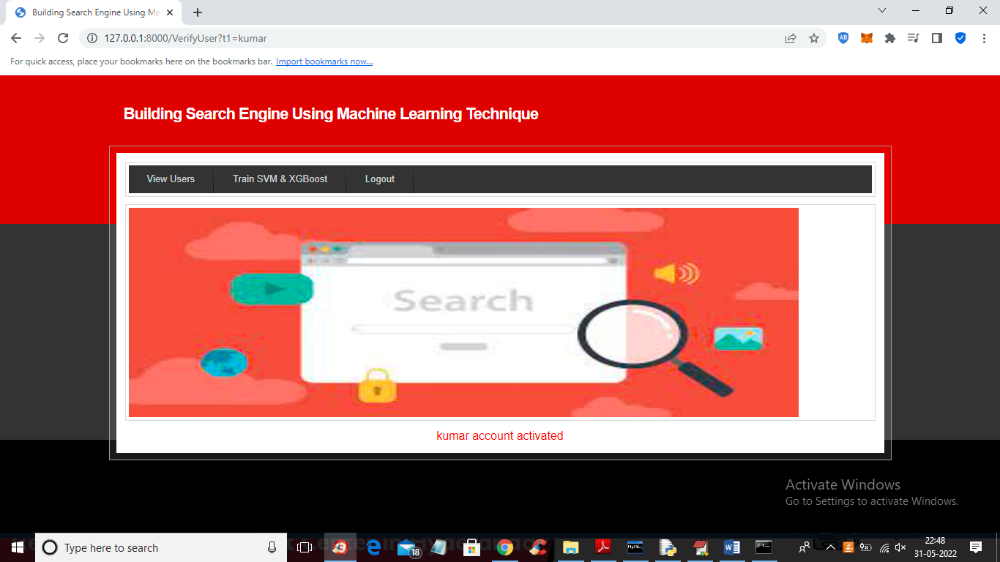 Building Search Engine Using Ma
127.0.0.1:8000/VerifyUser?t1=kumar
AB
For quick access, place your bookmarks here on the bookmarks bar. Import bookmarks now...
Building Search Engine Using Machine Learning Technique
View Users
Train SVM & XGBoost
Logout
Search
kumar account activated
Activate Windows
Go to Settings to activate Windows.
Type here to search
18
22:48
31-05-2022